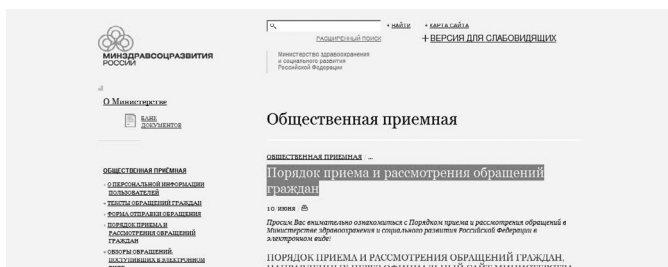 • НАЙТИ • КАРТА САЙТА
РАСШИРЕННЫЙ ПОИСК + ВЕРСИЯ ДЛЯ СЛАБОВИДЯЩИХ
МИНЗДРАВСОЦРАЗВИТИЯ
РОССИИ
Министерство здравоохранения
и социального развития
Российской Федерации
О Министерстве
БАНК
ДОКУМЕНТОВ
Общественная приемная
ОБЩЕСТВЕННАЯ ПРИЕМНАЯ / ...
Порядок приема и рассмотрения обращений
граждан
10 июня
Просим Вас внимательно ознакомиться с Порядком приема и рассмотрения обращений в
Министерстве здравоохранения и социального развития Российской Федерации в
электронном виде:
ПОРЯДОК ПРИЕМА И РАССМОТРЕНИЯ ОБРАЩЕНИЙ ГРАЖДАН,
ОБЩЕСТВЕННАЯ ПРИЁМНАЯ
О ПЕРСОНАЛЬНОЙ ИНФОРМАЦИИ
ПОЛЬЗОВАТЕЛЕЙ
ТЕКСТЫ ОБРАЩЕНИЙ ГРАЖДАН
ФОРМА ОТПРАВКИ ОБРАЩЕНИЯ
ПОРЯДОК ПРИЕМА И
РАССМОТРЕНИЯ ОБРАЩЕНИЙ
ГРАЖДАН
ОБЗОРЫ ОБРАЩЕНИЙ,
ПОСТУПИВШИХ В ЭЛЕКТРОННОМ